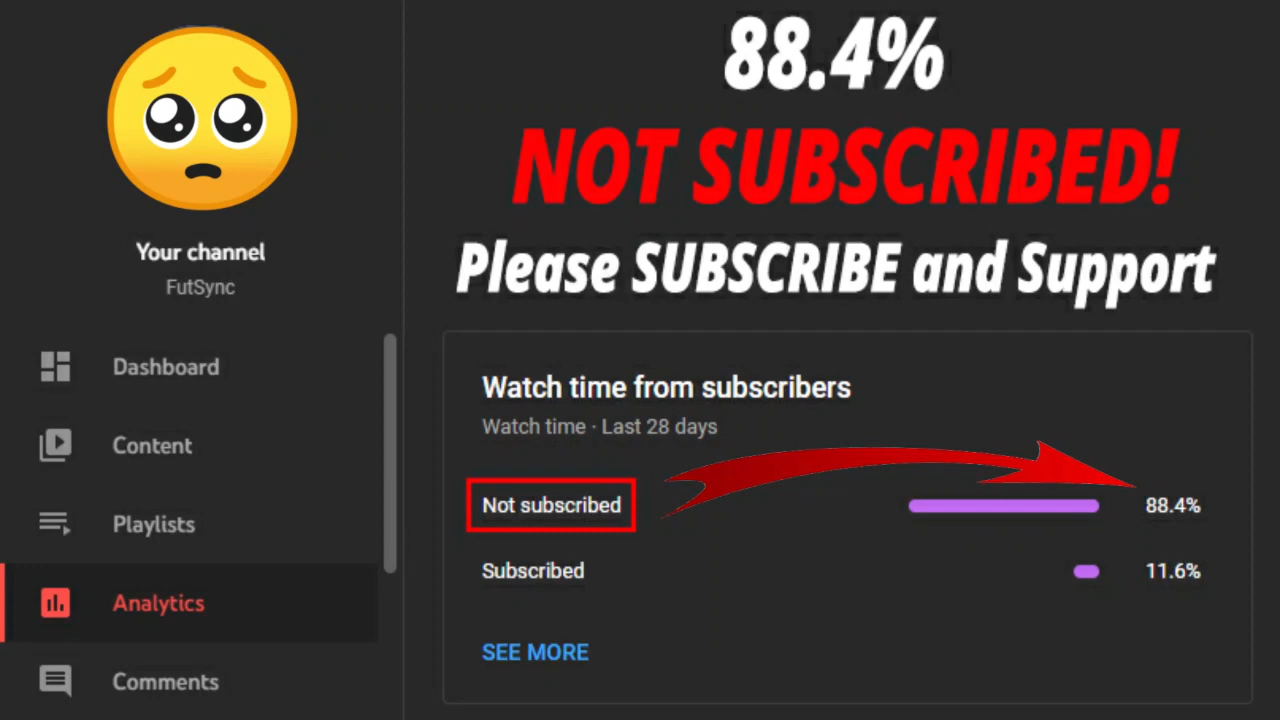 Your channel
FutSync
Dashboard
Content
Playlists
Analytics
Comments
88.4%
NOT SUBSCRIBED!
Please SUBSCRIBE and Support
Watch time from subscribers
Watch time · Last 28 days
Not subscribed 88.4%
Subscribed 11.6%
SEE MORE